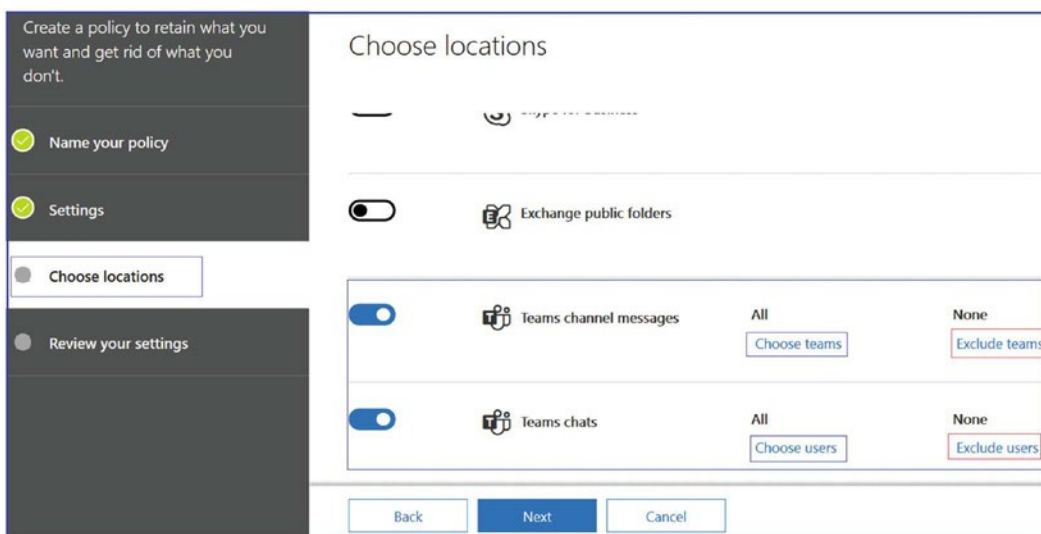 Create a policy to retain what you
want and get rid of what you
don't.
Name your policy
Settings
Choose locations
Review your settings
Choose locations
Exchange public folders
Teams channel messages
All
Choose teams
None
Exclude teams
Teams chats
All
Choose users
None
Exclude users
Back
Next
Cancel